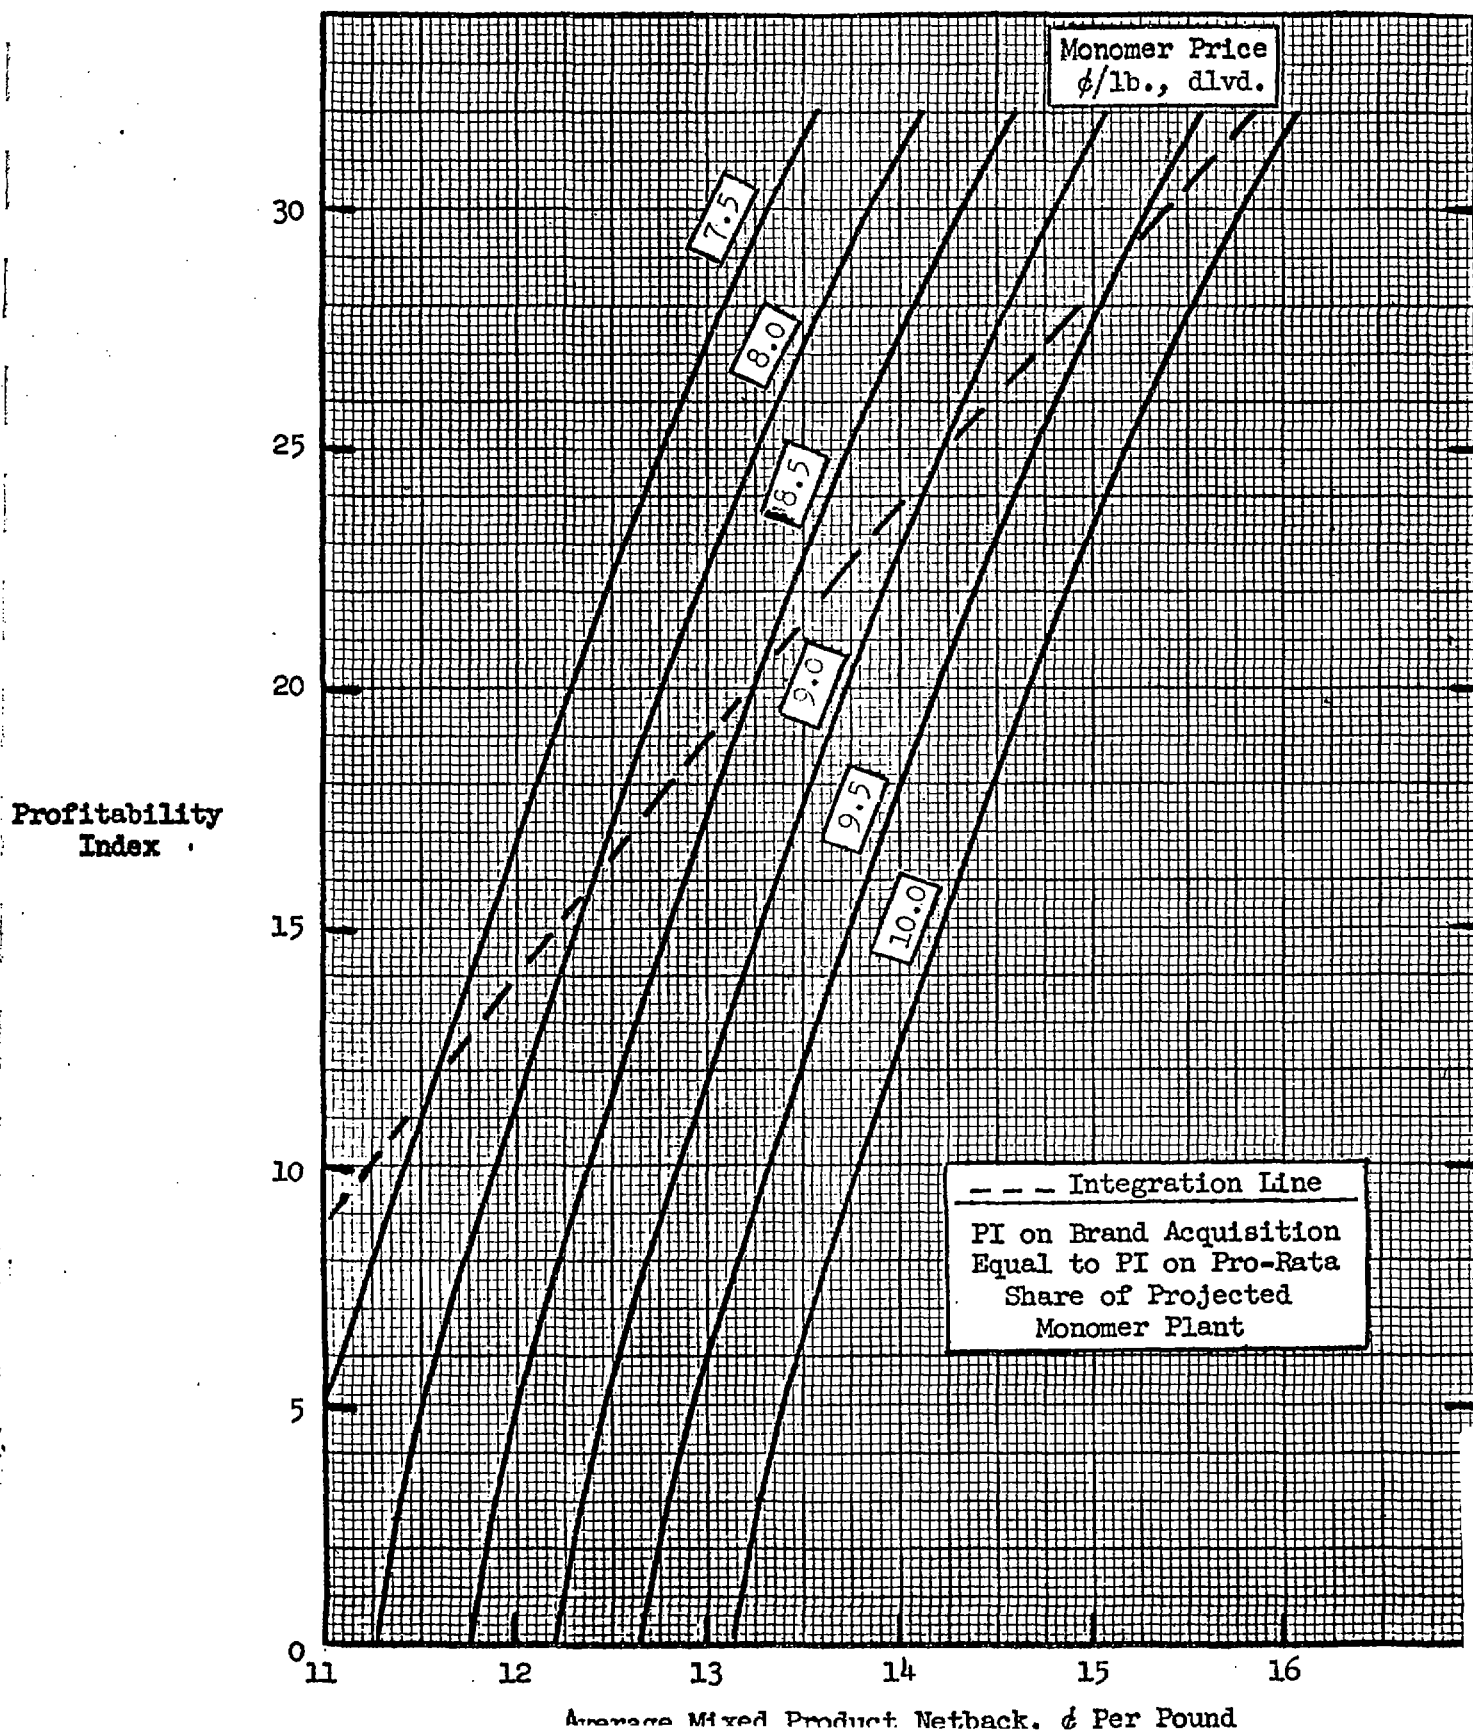 Monomer Price
¢/lb., dlvd.
30
7.5
8.0
25
8.5
20
9.0
Profitability
Index
9.5
15
10.0
10
--- Integration Line
PI on Brand Acquisition
Equal to PI on Pro-Rata
Share of Projected
Monomer Plant
5
0
11 12 13 14 15 16
Average Mixed Product Netback, ¢ Per Pound